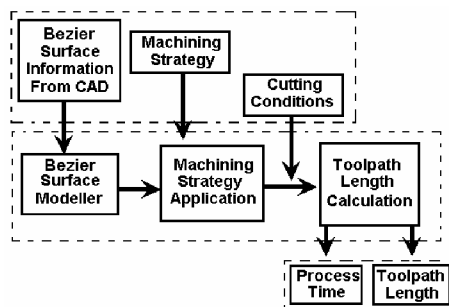 Bezier
Surface
Information
From CAD
Machining
Strategy
Cutting
Conditions
Bezier
Surface
Modeller
Machining
Strategy
Application
Toolpath
Length
Calculation
Process
Time
Toolpath
Length